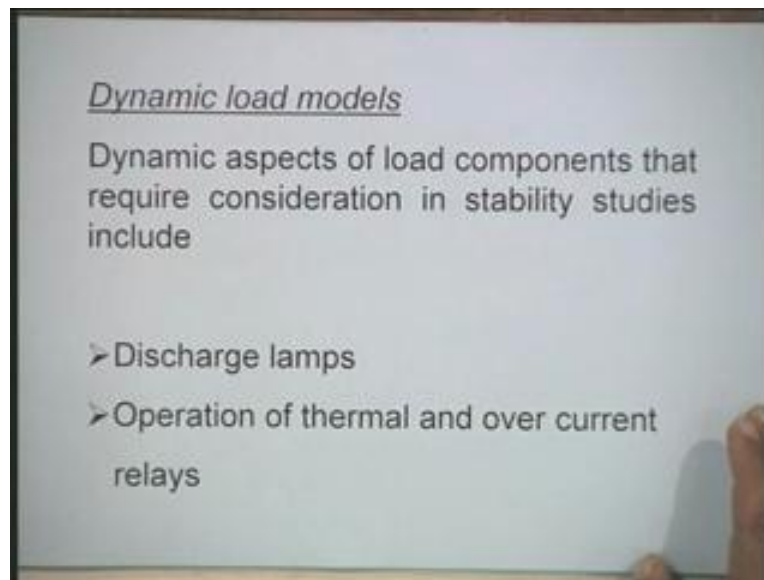 Dynamic load models
Dynamic aspects of load components that
require consideration in stability studies
include
➢Discharge lamps
➢Operation of thermal and over current
relays